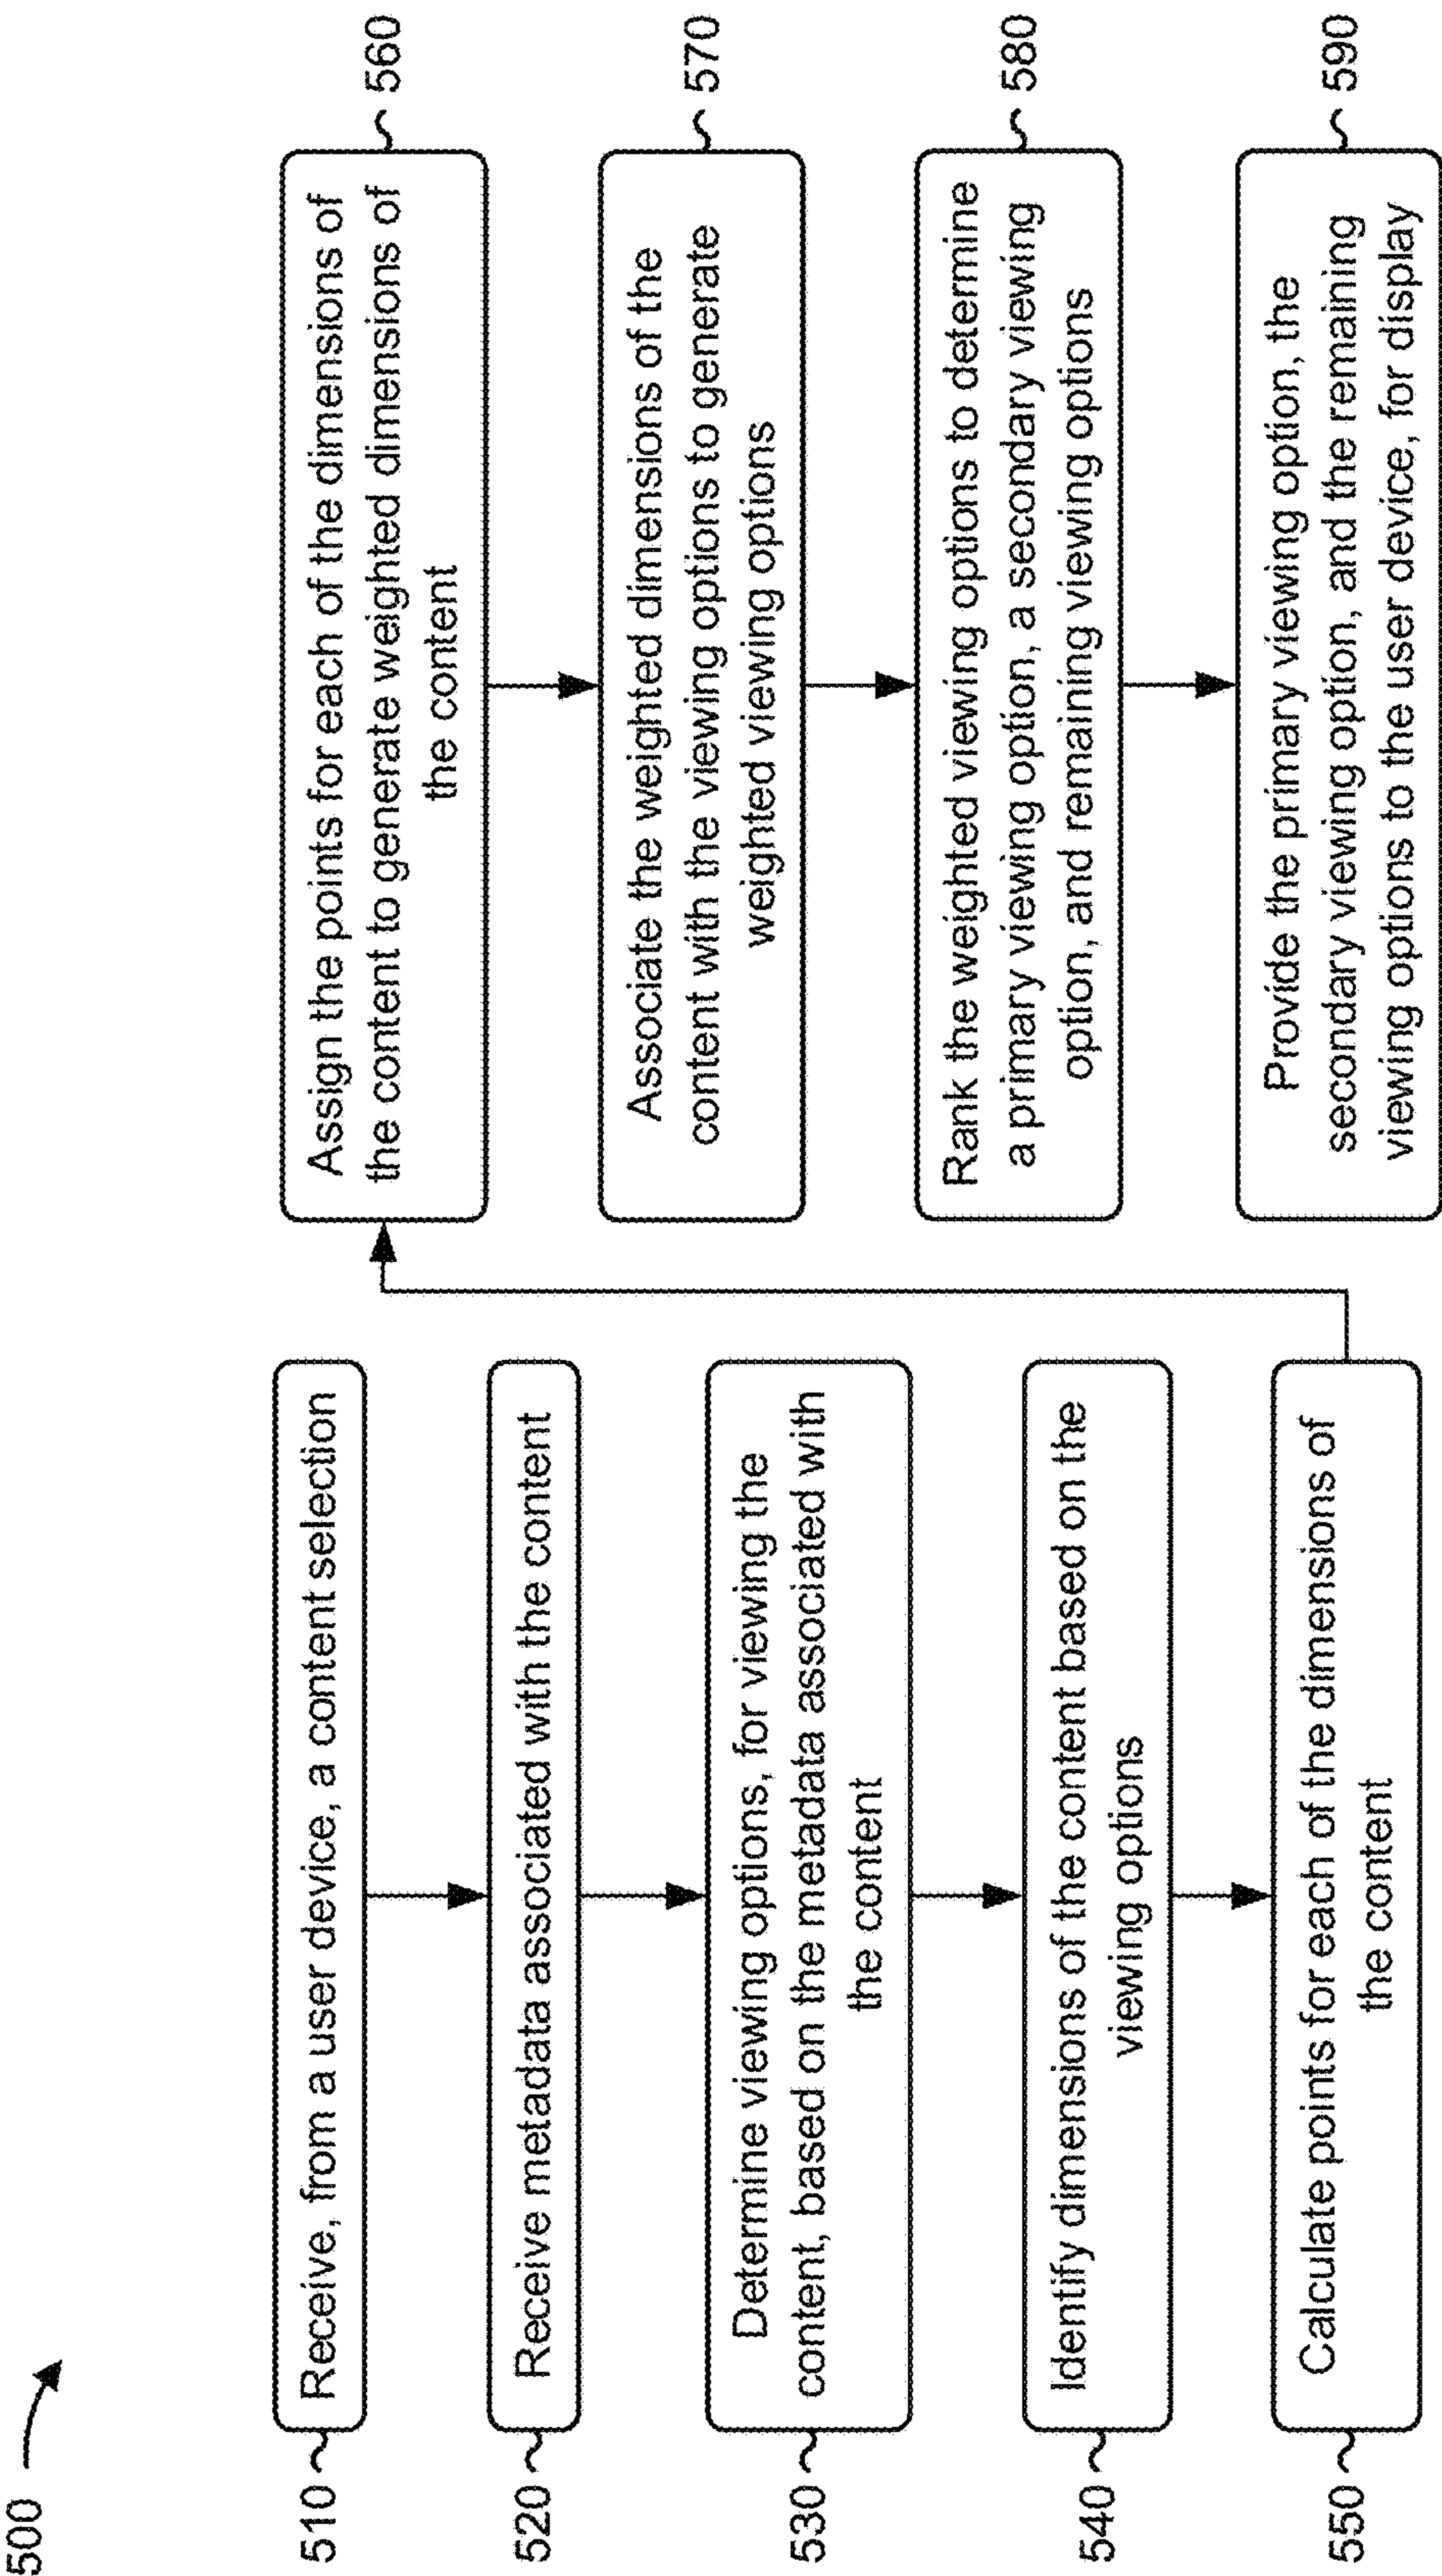 500
510
Receive, from a user device, a content selection
520
Receive metadata associated with the content
530
Determine viewing options, for viewing the
content, based on the metadata associated with
the content
540
Identify dimensions of the content based on the
viewing options
550
Calculate points for each of the dimensions of
the content
Assign the points for each of the dimensions of
the content to generate weighted dimensions of
the content
560
Associate the weighted dimensions of the
content with the viewing options to generate
weighted viewing options
570
Rank the weighted viewing options to determine
a primary viewing option, a secondary viewing
option, and remaining viewing options
580
Provide the primary viewing option, the
secondary viewing option, and the remaining
viewing options to the user device, for display
590